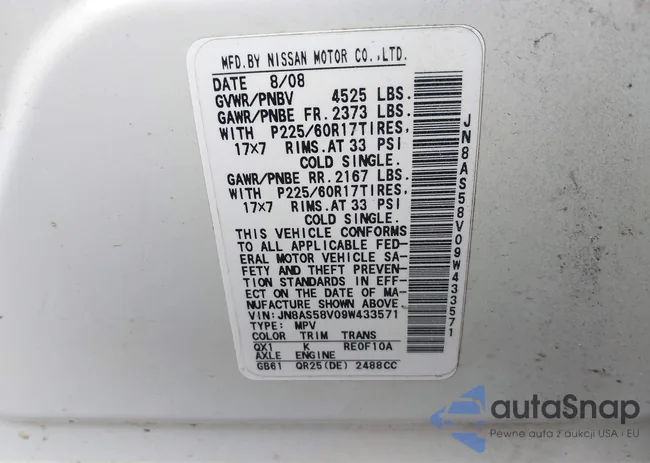 MFD.BY NISSAN MOTOR CO.,LTD.
DATE 8/08
GVWR/PNBV 4525 LBS.
GAWR/PNBE FR. 2373 LBS.
WITH P225/60R17TIRES,
17×7 RIMS.AT 33 PSI
COLD SINGLE.
GAWR/PNBE RR. 2167 LBS.
WITH P225/60R17TIRES,
17×7 RIMS.AT 33 PSI
COLD SINGLE.
THIS VEHICLE CONFORMS
TO ALL APPLICABLE FED-
ERAL MOTOR VEHICLE SA-
FETY AND THEFT PREVEN-
TION STANDARDS IN EFF-
ECT ON THE DATE OF MA-
NUFACTURE SHOWN ABOVE.
VIN: JN8AS58V09W433571
TYPE: MPV
COLOR TRIM TRANS
QX1 K RE0F10A
AXLE ENGINE
GB61 QR25(DE) 2488CC
JN8AS58V09W433571
autaSnap
Pewne auta z aukcji USA i EU